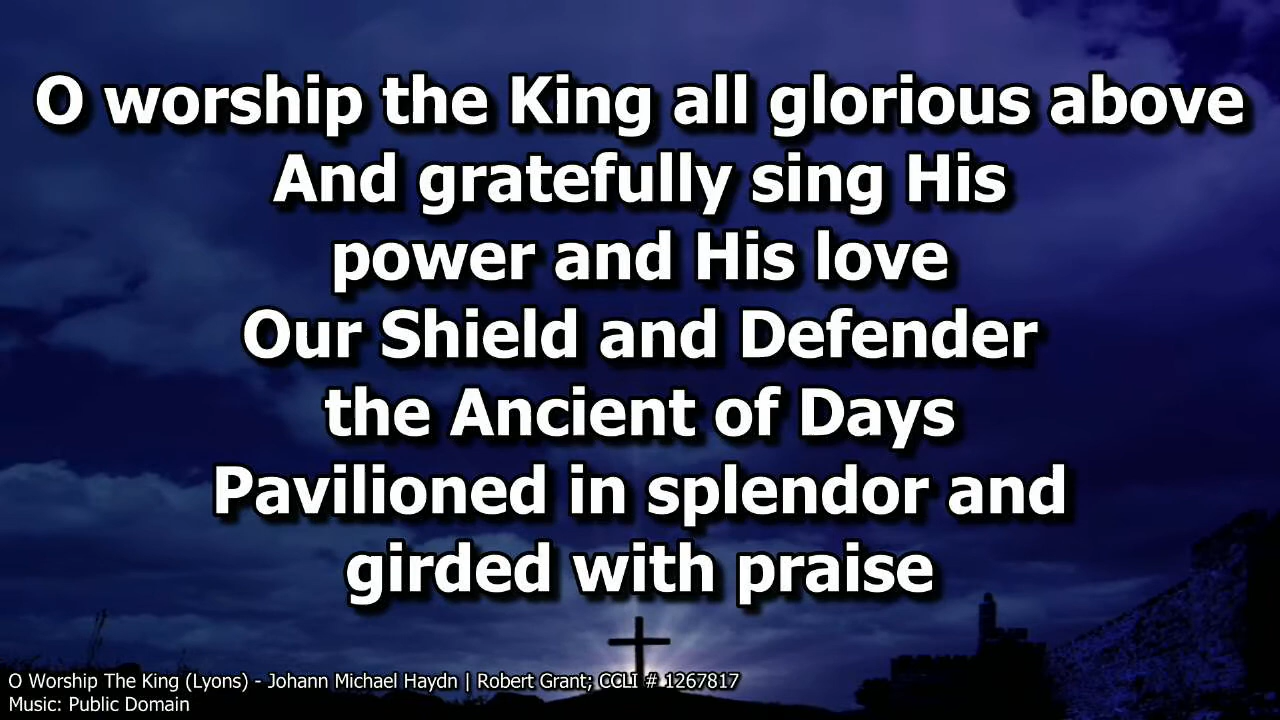 O worship the King all glorious above
And gratefully sing His
power and His love
Our Shield and Defender
the Ancient of Days
Pavilioned in splendor and
girded with praise
O Worship The King (Lyons) - Johann Michael Haydn | Robert Grant; CCLI # 1267817
Music: Public Domain